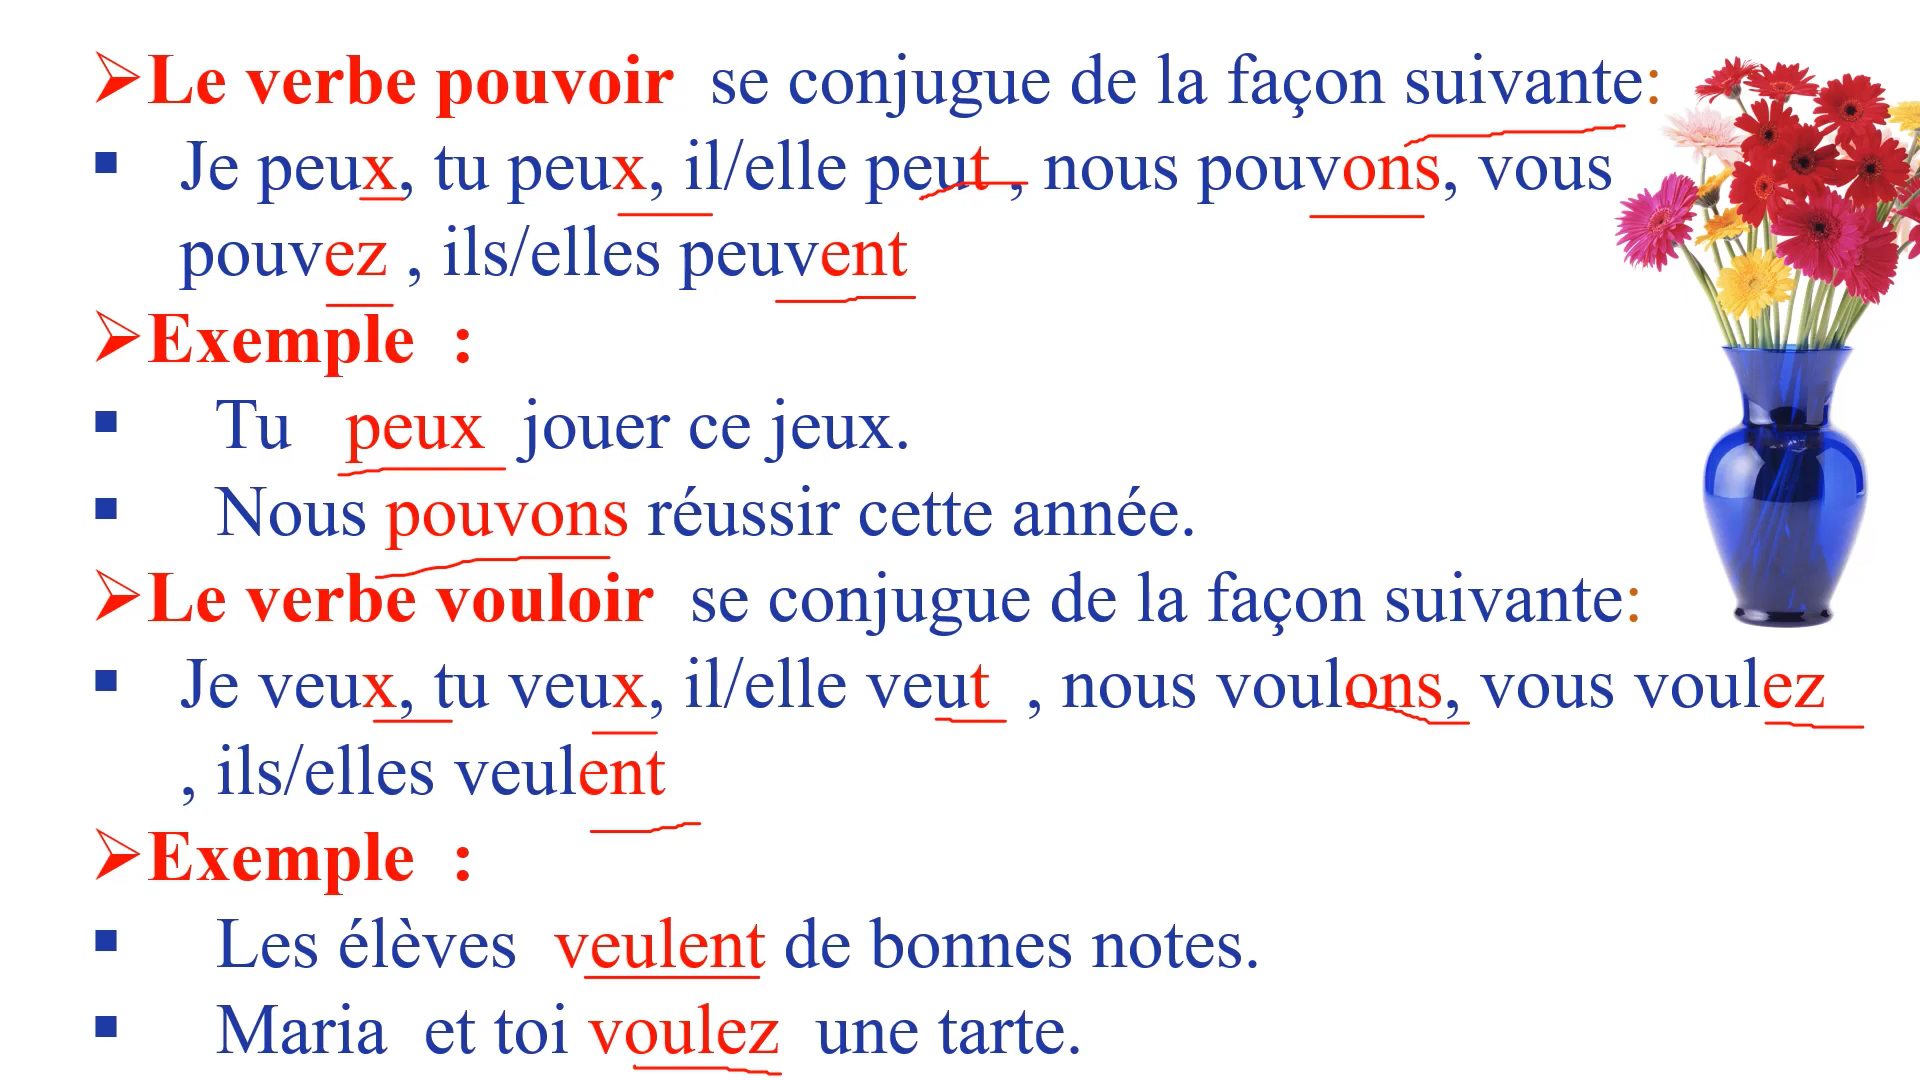 Le verbe pouvoir se conjugue de la façon suivante:
Je peux, tu peux, il/elle peut , nous pouvons, vous
pouvez , ils/elles peuvent
Exemple :
Tu peux jouer ce jeux.
Nous pouvons réussir cette année.
Le verbe vouloir se conjugue de la façon suivante:
Je veux, tu veux, il/elle veut , nous voulons, vous voulez
, ils/elles veulent
Exemple :
Les élèves veulent de bonnes notes.
Maria et toi voulez une tarte.